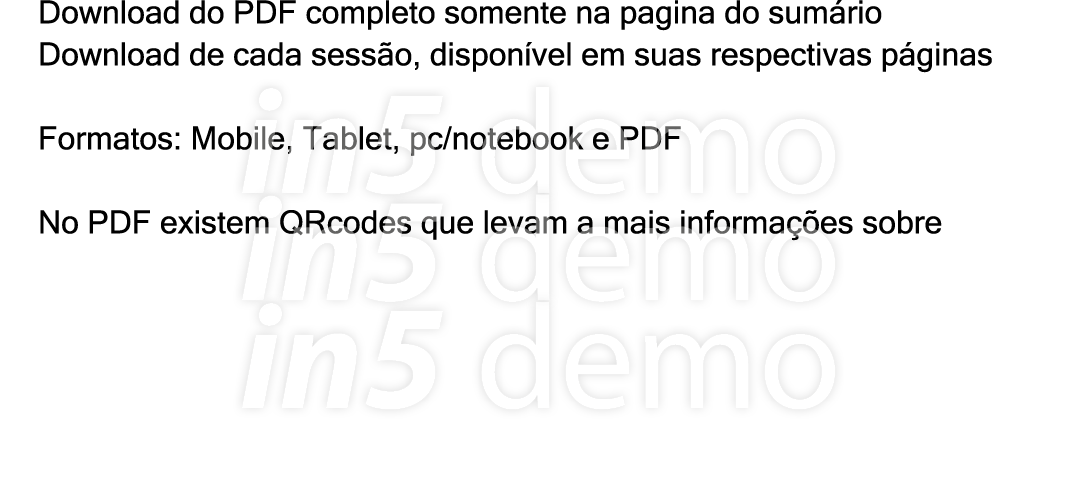 Download do PDF completo somente na pagina do sumário
Download de cada sessão, disponível em suas respectivas páginas
Formatos: Mobile, Tablet, pc/notebook e PDF
No PDF existem QRcodes que levam a mais informações sobre
in5 demo
in5 demo
in5 demo